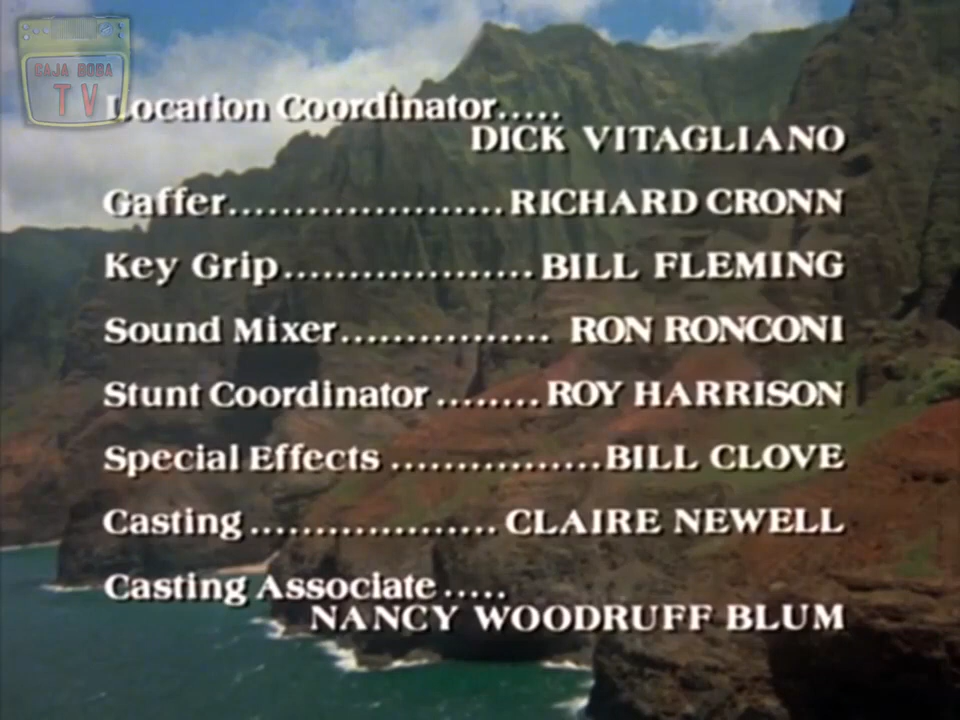 CAJA BOBA
TV
Location Coordinator.....
DICK VITAGLIANO
Gaffer.....................RICHARD CRONN
Key Grip...................BILL FLEMING
Sound Mixer................ RON RONCONI
Stunt Coordinator ........ROY HARRISON
Special Effects ................BILL CLOVE
Casting ...................CLAIRE NEWELL
Casting Associate.....
NANCY WOODRUFF BLUM